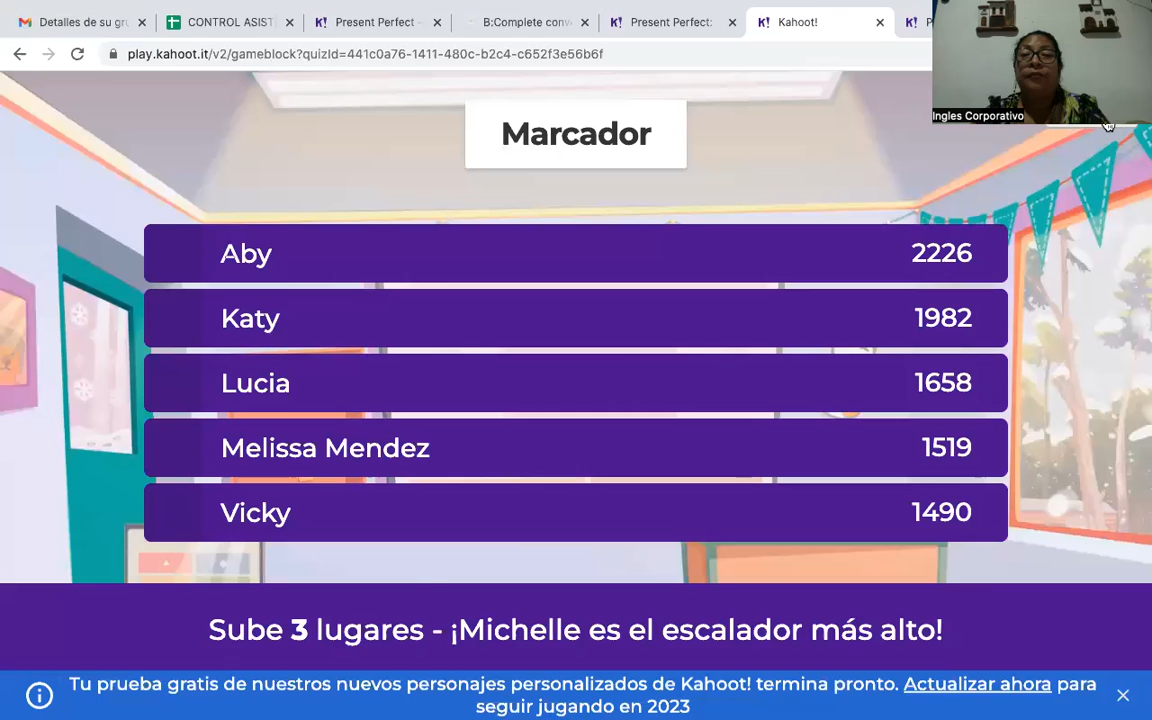 Detalles de su gru
CONTROL ASIST
Present Perfect –
B:Complete conv
Present Perfect:
Kahoot!
P
play.kahoot.it/v2/gameblock?quizId=441c0a76-1411-480c-b2c4-c652f3e56b6f
Ingles Corporativo
Marcador
Aby 2226
Katy 1982
Lucia 1658
Melissa Mendez 1519
Vicky 1490
Sube 3 lugares - ¡Michelle es el escalador más alto!
Tu prueba gratis de nuestros nuevos personajes personalizados de Kahoot! termina pronto. Actualizar ahora para
seguir jugando en 2023